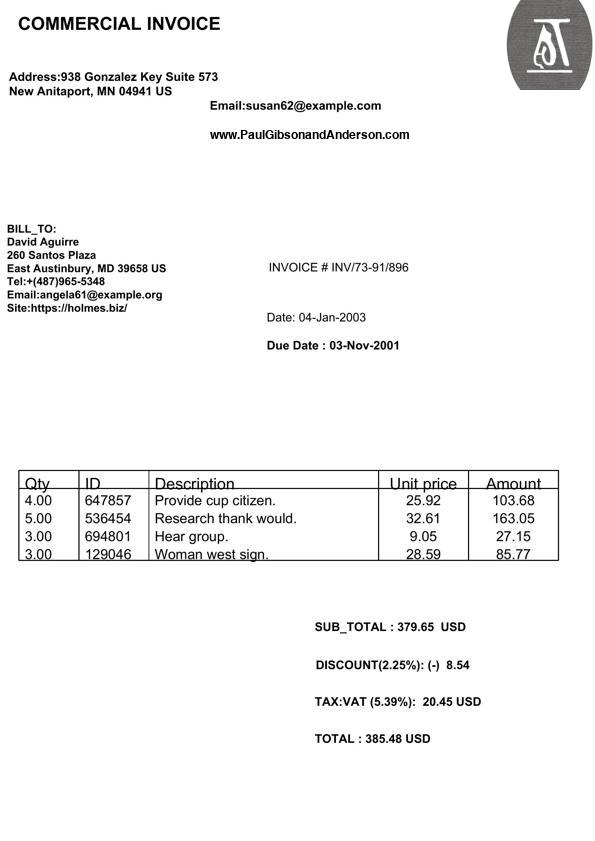 COMMERCIAL INVOICE
Address:938 Gonzalez Key Suite 573
New Anitaport, MN 04941 US
Email:susan62@example.com
www.PaulGibsonandAnderson.com
BILL_TO:
David Aguirre
260 Santos Plaza
East Austinbury, MD 39658 US
Tel:+(487)965-5348
Email:angela61@example.org
Site:https://holmes.biz/
INVOICE # INV/73-91/896
Date: 04-Jan-2003
Due Date : 03-Nov-2001
Qty ID Description Unit price Amount
4.00 647857 Provide cup citizen. 25.92 103.68
5.00 536454 Research thank would. 32.61 163.05
3.00 694801 Hear group. 9.05 27.15
3.00 129046 Woman west sign. 28.59 85.77
SUB_TOTAL : 379.65 USD
DISCOUNT(2.25%): (-) 8.54
TAX:VAT (5.39%): 20.45 USD
TOTAL : 385.48 USD